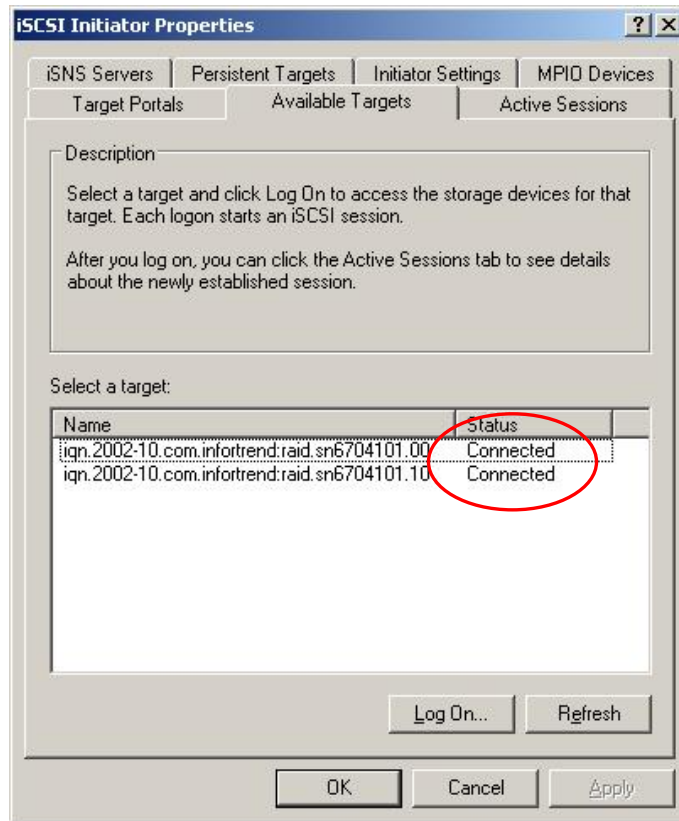 iSCSI Initiator Properties
? X
iSNS Servers Persistent Targets Initiator Settings MPIO Devices
Target Portals Available Targets Active Sessions
Description
Select a target and click Log On to access the storage devices for that
target. Each logon starts an iSCSI session.
After you log on, you can click the Active Sessions tab to see details
about the newly established session.
Select a target:
Name Status
iqn.2002-10.com.infortrend:raid.sn6704101.00 Connected
iqn.2002-10.com.infortrend:raid.sn6704101.10 Connected
Log On... Refresh
OK Cancel Apply